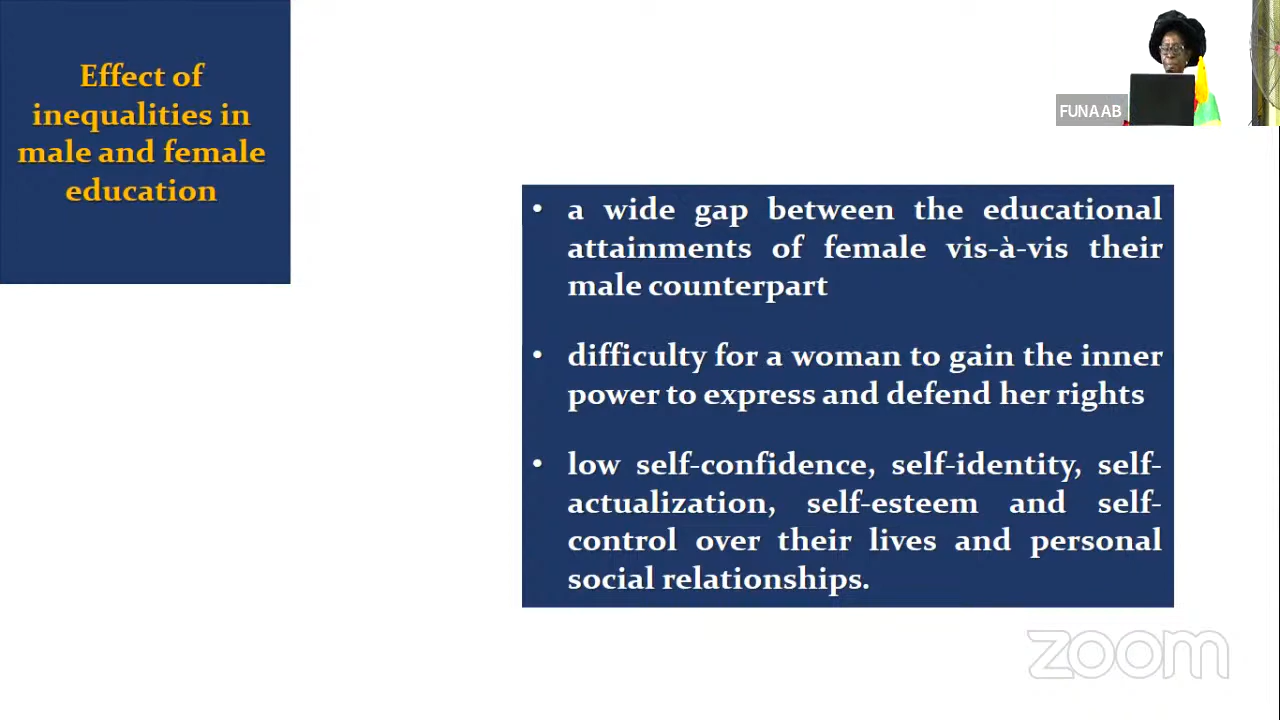 Effect of
inequalities in
male and female
education
FUNAAB
• a wide gap between the educational
attainments of female vis-à-vis their
male counterpart
• difficulty for a woman to gain the inner
power to express and defend her rights
• low self-confidence, self-identity, self-
actualization, self-esteem and self-
control over their lives and personal
social relationships.
zoom